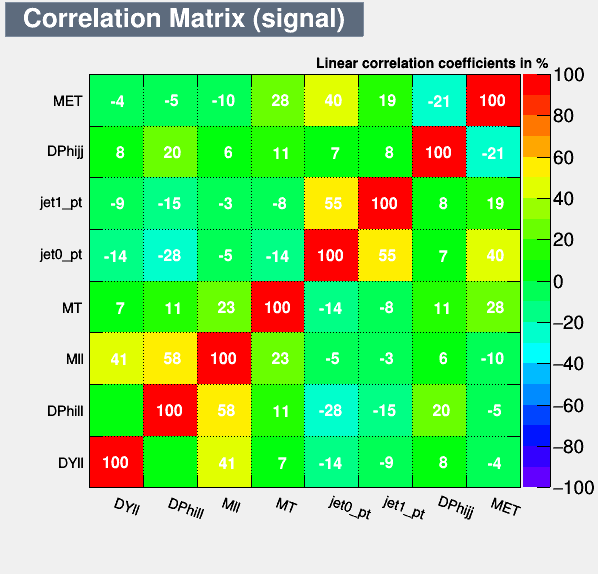 Correlation Matrix (signal)
Linear correlation coefficients in %
MET -4 -5 -10 28 40 19 -21 100
DPhijj 8 20 6 11 7 8 100 -21
jet1_pt -9 -15 -3 -8 55 100 8 19
jet0_pt -14 -28 -5 -14 100 55 7 40
MT 7 11 23 100 -14 -8 11 28
Mll 41 58 100 23 -5 -3 6 -10
DPhill 100 58 11 -28 -15 20 -5
DYll 100 41 7 -14 -9 8 -4
DYll DPhill Mll MT jet0_pt jet1_pt DPhijj MET
100
80
60
40
20
0
−20
−40
−60
−80
−100